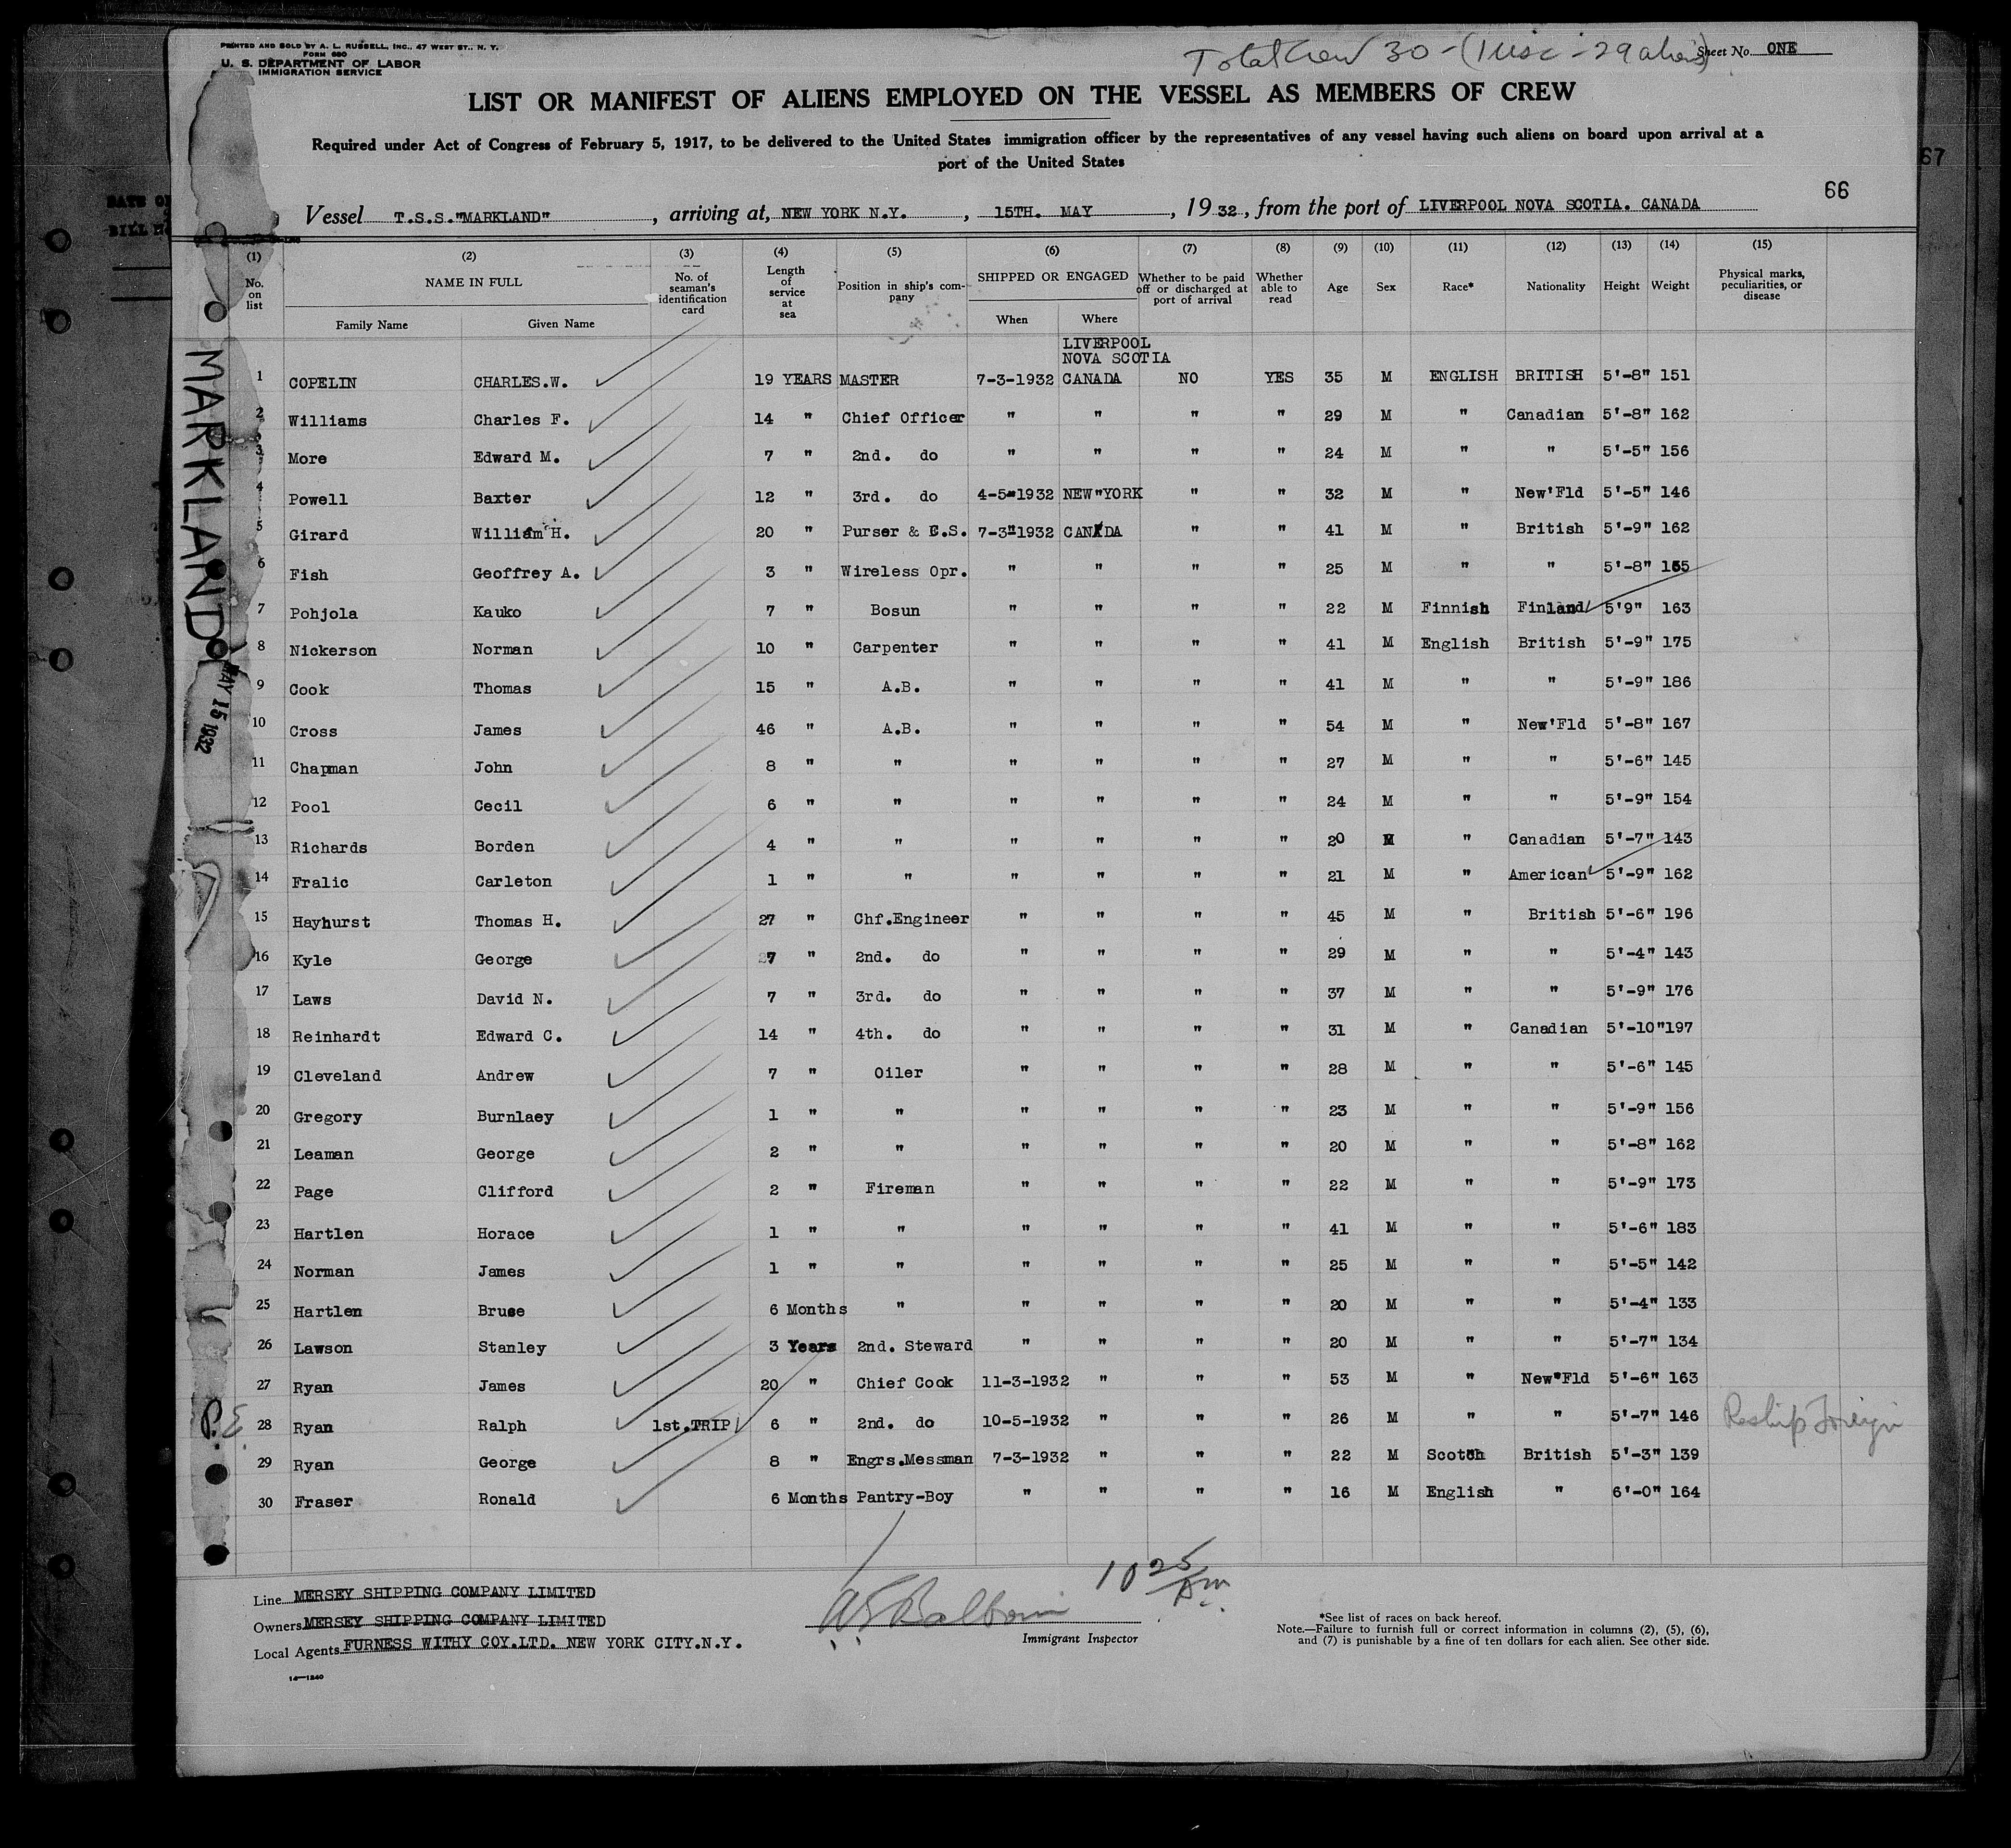 PRINTED AND SOLD BY A. L. RUSSELL, INC., 47 WEST ST., N. Y.
FORM 680
U. S. DEPARTMENT OF LABOR
IMMIGRATION SERVICE
Total Crew 30 - (1 usc - 29 aliens)
Sheet No. ONE
LIST OR MANIFEST OF ALIENS EMPLOYED ON THE VESSEL AS MEMBERS OF CREW
Required under Act of Congress of February 5, 1917, to be delivered to the United States immigration officer by the representatives of any vessel having such aliens on board upon arrival at a
port of the United States
67
66
Vessel T.S.S."MARKLAND", arriving at, NEW YORK N.Y., 15TH. MAY, 1932, from the port of LIVERPOOL NOVA SCOTIA. CANADA
(1) (2) (3) (4) (5) (6) (7) (8) (9) (10) (11) (12) (13) (14) (15)
No. on list NAME IN FULL No. of seaman's identification card Length of service at sea Position in ship's company SHIPPED OR ENGAGED Whether to be paid off or discharged at port of arrival Whether able to read Age Sex Race* Nationality Height Weight Physical marks, peculiarities, or disease
Family Name Given Name When Where
LIVERPOOL
NOVA SCOTIA
1 COPELIN CHARLES.W. 19 YEARS MASTER 7-3-1932 CANADA NO YES 35 M ENGLISH BRITISH 5'-8" 151
2 Williams Charles F. 14 " Chief Officer " " " " 29 M " Canadian 5'-8" 162
3 More Edward M. 7 " 2nd. do " " " " 24 M " " 5'-5" 156
4 Powell Baxter 12 " 3rd. do 4-5-1932 NEW YORK " " 32 M " New'Fld 5'-5" 146
5 Girard William H. 20 " Purser & C.S. 7-3-1932 CANADA " " 41 M " British 5'-9" 162
6 Fish Geoffrey A. 3 " Wireless Opr. " " " " 25 M " " 5'-8" 155
7 Pohjola Kauko 7 " Bosun " " " " 22 M Finnish Finland 5'9" 163
8 Nickerson Norman 10 " Carpenter " " " " 41 M English British 5'-9" 175
9 Cook Thomas 15 " A.B. " " " " 41 M " " 5'-9" 186
10 Cross James 46 " A.B. " " " " 54 M " New'Fld 5'-8" 167
11 Chapman John 8 " " " " " " 27 M " " 5'-6" 145
12 Pool Cecil 6 " " " " " " 24 M " " 5'-9" 154
13 Richards Borden 4 " " " " " " 20 M " Canadian 5'-7" 143
14 Fralic Carleton 1 " " " " " " 21 M " American 5'-9" 162
15 Hayhurst Thomas H. 27 " Chf.Engineer " " " " 45 M " British 5'-6" 196
16 Kyle George 7 " 2nd. do " " " " 29 M " " 5'-4" 143
17 Laws David N. 7 " 3rd. do " " " " 37 M " " 5'-9" 176
18 Reinhardt Edward C. 14 " 4th. do " " " " 31 M " Canadian 5'-10" 197
19 Cleveland Andrew 7 " Oiler " " " " 28 M " " 5'-6" 145
20 Gregory Burnlaey 1 " " " " " " 23 M " " 5'-9" 156
21 Leaman George 2 " " " " " " 20 M " " 5'-8" 162
22 Page Clifford 2 " Fireman " " " " 22 M " " 5'-9" 173
23 Hartlen Horace 1 " " " " " " 41 M " " 5'-6" 183
24 Norman James 1 " " " " " " 25 M " " 5'-5" 142
25 Hartlen Bruse 6 Months " " " " " 20 M " " 5'-4" 133
26 Lawson Stanley 3 Years 2nd. Steward " " " " 20 M " " 5'-7" 134
27 Ryan James 20 " Chief Cook 11-3-1932 " " " 53 M " New'Fld 5'-6" 163
P.E. 28 Ryan Ralph 1st.TRIP 6 " 2nd. do 10-5-1932 " " " 26 M " " 5'-7" 146 Reship Foreign
29 Ryan George 8 " Engrs.Messman 7-3-1932 " " " 22 M Scotch British 5'-3" 139
30 Fraser Ronald 6 Months Pantry-Boy " " " " 16 M English " 6'-0" 164
MARKLAND
MAY 15 1932
Line MERSEY SHIPPING COMPANY LIMITED
Owners MERSEY SHIPPING COMPANY LIMITED
Local Agents FURNESS WITHY COY.LTD. NEW YORK CITY.N.Y.
14-1240
10 25 Am
Immigrant Inspector
*See list of races on back hereof.
Note.—Failure to furnish full or correct information in columns (2), (5), (6),
and (7) is punishable by a fine of ten dollars for each alien. See other side.